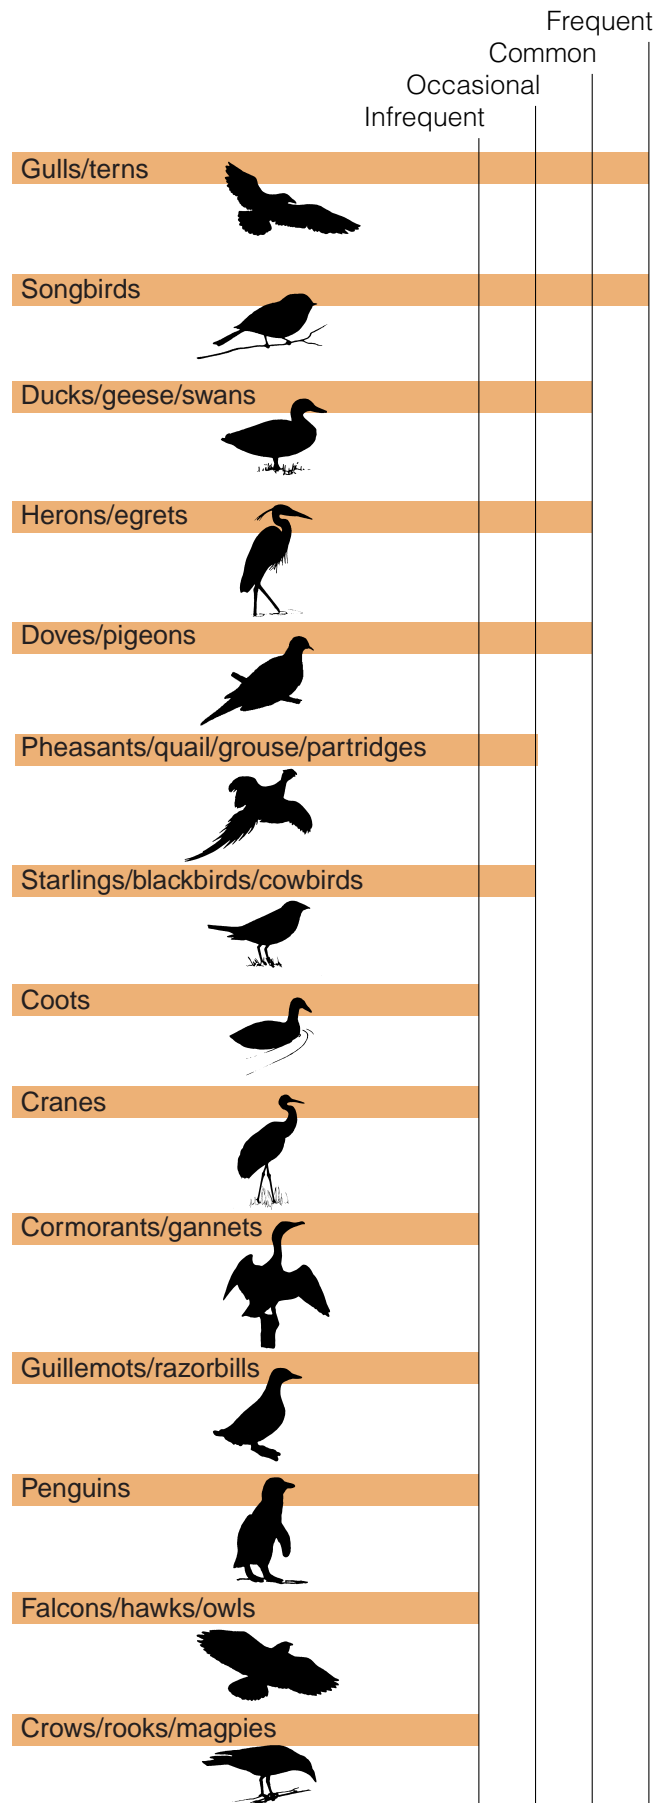 Frequent
Common
Occasional
Infrequent
Gulls/terns
Songbirds
Ducks/geese/swans
Herons/egrets
Doves/pigeons
Pheasants/quail/grouse/partridges
Starlings/blackbirds/cowbirds
Coots
Cranes
Cormorants/gannets
Guillemots/razorbills
Penguins
Falcons/hawks/owls
Crows/rooks/magpies